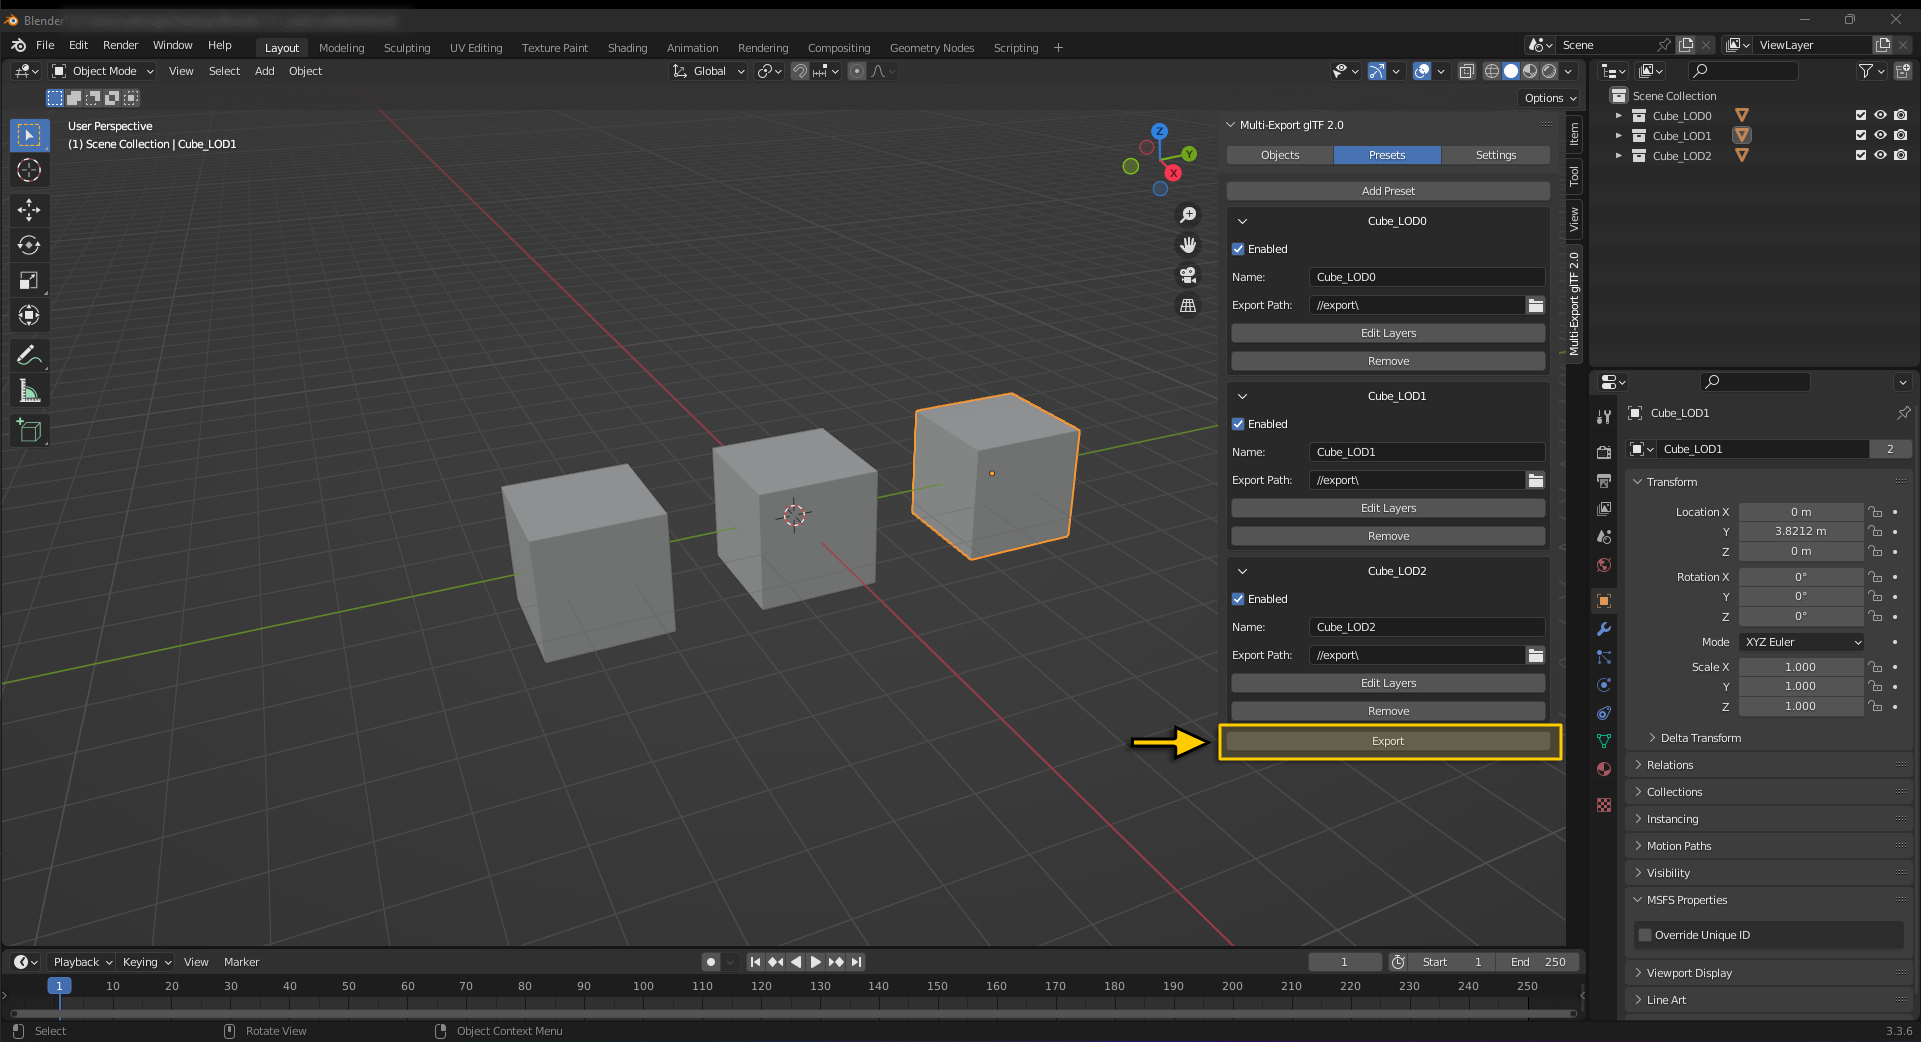 Blender*
File Edit Render Window Help Layout Modeling Sculpting UV Editing Texture Paint Shading Animation Rendering Compositing Geometry Nodes Scripting + Scene ViewLayer
Object Mode View Select Add Object Global
Options
User Perspective
(1) Scene Collection | Cube_LOD1
Z
Y
X
Multi-Export glTF 2.0
Objects Presets Settings
Add Preset
Cube_LOD0
Enabled
Name: Cube_LOD0
Export Path: //export\
Edit Layers
Remove
Cube_LOD1
Enabled
Name: Cube_LOD1
Export Path: //export\
Edit Layers
Remove
Cube_LOD2
Enabled
Name: Cube_LOD2
Export Path: //export\
Edit Layers
Remove
Export
Item
Tool
View
Multi-Export glTF 2.0
Scene Collection
Cube_LOD0
Cube_LOD1
Cube_LOD2
Cube_LOD1
Cube_LOD1 2
Transform
Location X 0 m
Y 3.8212 m
Z 0 m
Rotation X 0°
Y 0°
Z 0°
Mode XYZ Euler
Scale X 1.000
Y 1.000
Z 1.000
Delta Transform
Relations
Collections
Instancing
Motion Paths
Visibility
MSFS Properties
Override Unique ID
Viewport Display
Line Art
Playback Keying View Marker 1 Start 1 End 250
1 10 20 30 40 50 60 70 80 90 100 110 120 130 140 150 160 170 180 190 200 210 220 230 240 250
Select Rotate View Object Context Menu 3.3.6